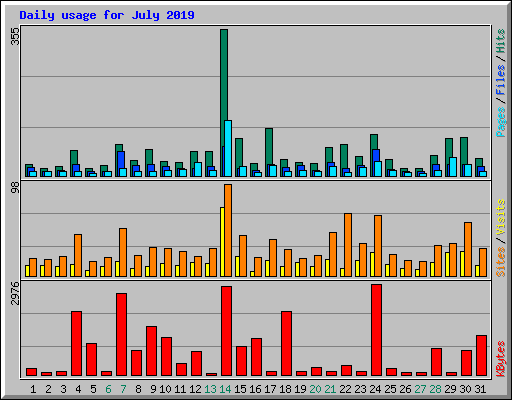 Daily usage for July 2019
355
98
2976
Pages/Files/Hits
Sites/Visits
KBytes
1 2 3 4 5 6 7 8 9 10 11 12 13 14 15 16 17 18 19 20 21 22 23 24 25 26 27 28 29 30 31